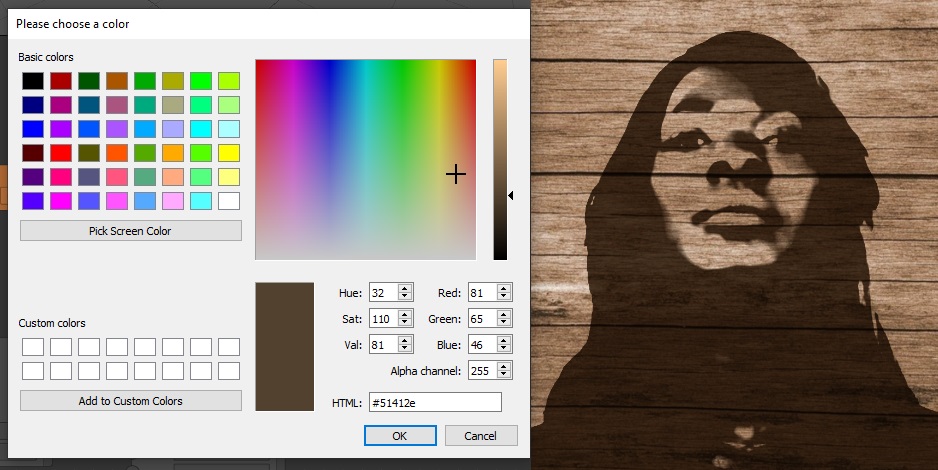 Please choose a color
Basic colors
Pick Screen Color
Custom colors
Add to Custom Colors
Hue: 32 Red: 81
Sat: 110 Green: 65
Val: 81 Blue: 46
Alpha channel: 255
HTML: #51412e
OK Cancel